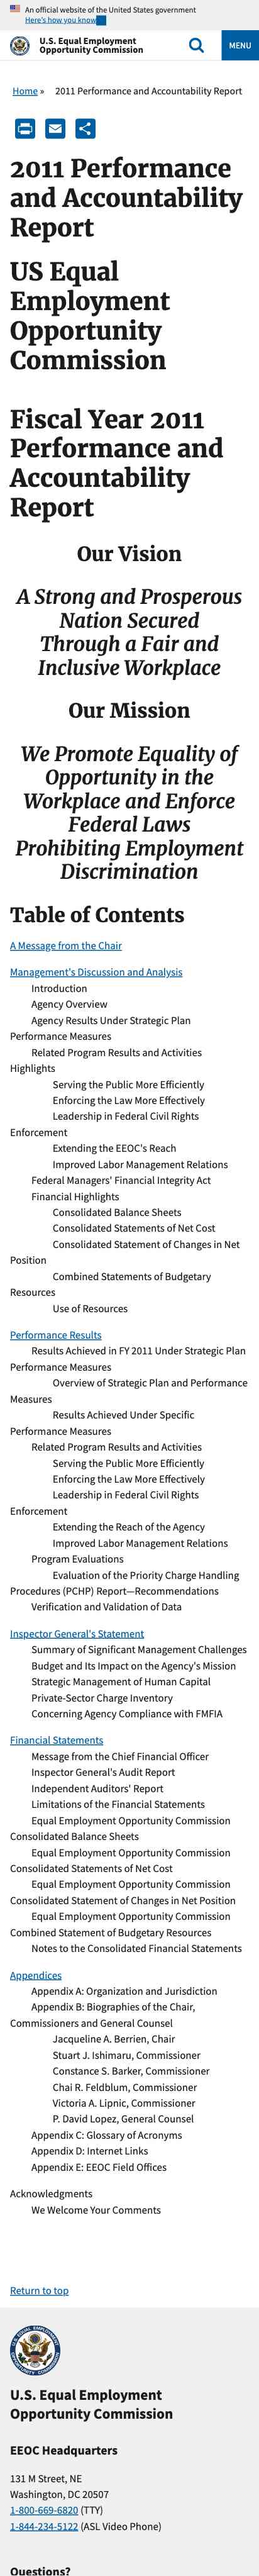 An official website of the United States government
Here's how you know
U.S. Equal Employment
Opportunity Commission
MENU
Home » 2011 Performance and Accountability Report
2011 Performance
and Accountability
Report
US Equal
Employment
Opportunity
Commission
Fiscal Year 2011
Performance and
Accountability
Report
Our Vision
A Strong and Prosperous
Nation Secured
Through a Fair and
Inclusive Workplace
Our Mission
We Promote Equality of
Opportunity in the
Workplace and Enforce
Federal Laws
Prohibiting Employment
Discrimination
Table of Contents
A Message from the Chair
Management's Discussion and Analysis
Introduction
Agency Overview
Agency Results Under Strategic Plan
Performance Measures
Related Program Results and Activities
Highlights
Serving the Public More Efficiently
Enforcing the Law More Effectively
Leadership in Federal Civil Rights
Enforcement
Extending the EEOC's Reach
Improved Labor Management Relations
Federal Managers' Financial Integrity Act
Financial Highlights
Consolidated Balance Sheets
Consolidated Statements of Net Cost
Consolidated Statement of Changes in Net
Position
Combined Statements of Budgetary
Resources
Use of Resources
Performance Results
Results Achieved in FY 2011 Under Strategic Plan
Performance Measures
Overview of Strategic Plan and Performance
Measures
Results Achieved Under Specific
Performance Measures
Related Program Results and Activities
Serving the Public More Efficiently
Enforcing the Law More Effectively
Leadership in Federal Civil Rights
Enforcement
Extending the Reach of the Agency
Improved Labor Management Relations
Program Evaluations
Evaluation of the Priority Charge Handling
Procedures (PCHP) Report—Recommendations
Verification and Validation of Data
Inspector General's Statement
Summary of Significant Management Challenges
Budget and Its Impact on the Agency's Mission
Strategic Management of Human Capital
Private-Sector Charge Inventory
Concerning Agency Compliance with FMFIA
Financial Statements
Message from the Chief Financial Officer
Inspector General's Audit Report
Independent Auditors' Report
Limitations of the Financial Statements
Equal Employment Opportunity Commission
Consolidated Balance Sheets
Equal Employment Opportunity Commission
Consolidated Statements of Net Cost
Equal Employment Opportunity Commission
Consolidated Statement of Changes in Net Position
Equal Employment Opportunity Commission
Combined Statement of Budgetary Resources
Notes to the Consolidated Financial Statements
Appendices
Appendix A: Organization and Jurisdiction
Appendix B: Biographies of the Chair,
Commissioners and General Counsel
Jacqueline A. Berrien, Chair
Stuart J. Ishimaru, Commissioner
Constance S. Barker, Commissioner
Chai R. Feldblum, Commissioner
Victoria A. Lipnic, Commissioner
P. David Lopez, General Counsel
Appendix C: Glossary of Acronyms
Appendix D: Internet Links
Appendix E: EEOC Field Offices
Acknowledgments
We Welcome Your Comments
Return to top
U.S. Equal Employment
Opportunity Commission
EEOC Headquarters
131 M Street, NE
Washington, DC 20507
1-800-669-6820 (TTY)
1-844-234-5122 (ASL Video Phone)
Questions?